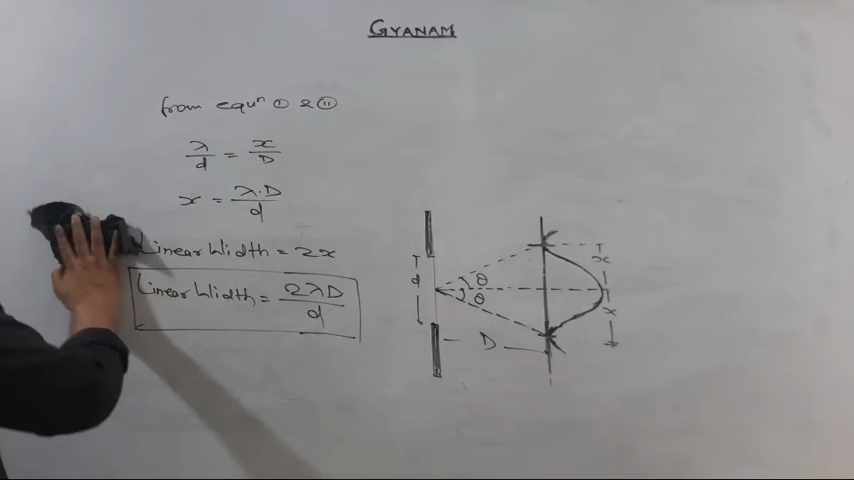 GYANAM
from equⁿ ① & ⑪
λ/d = x/D
x = λ.D/d
Linear Width = 2x
Linear Width = 2λD/d
d
θ
θ
D
x
x